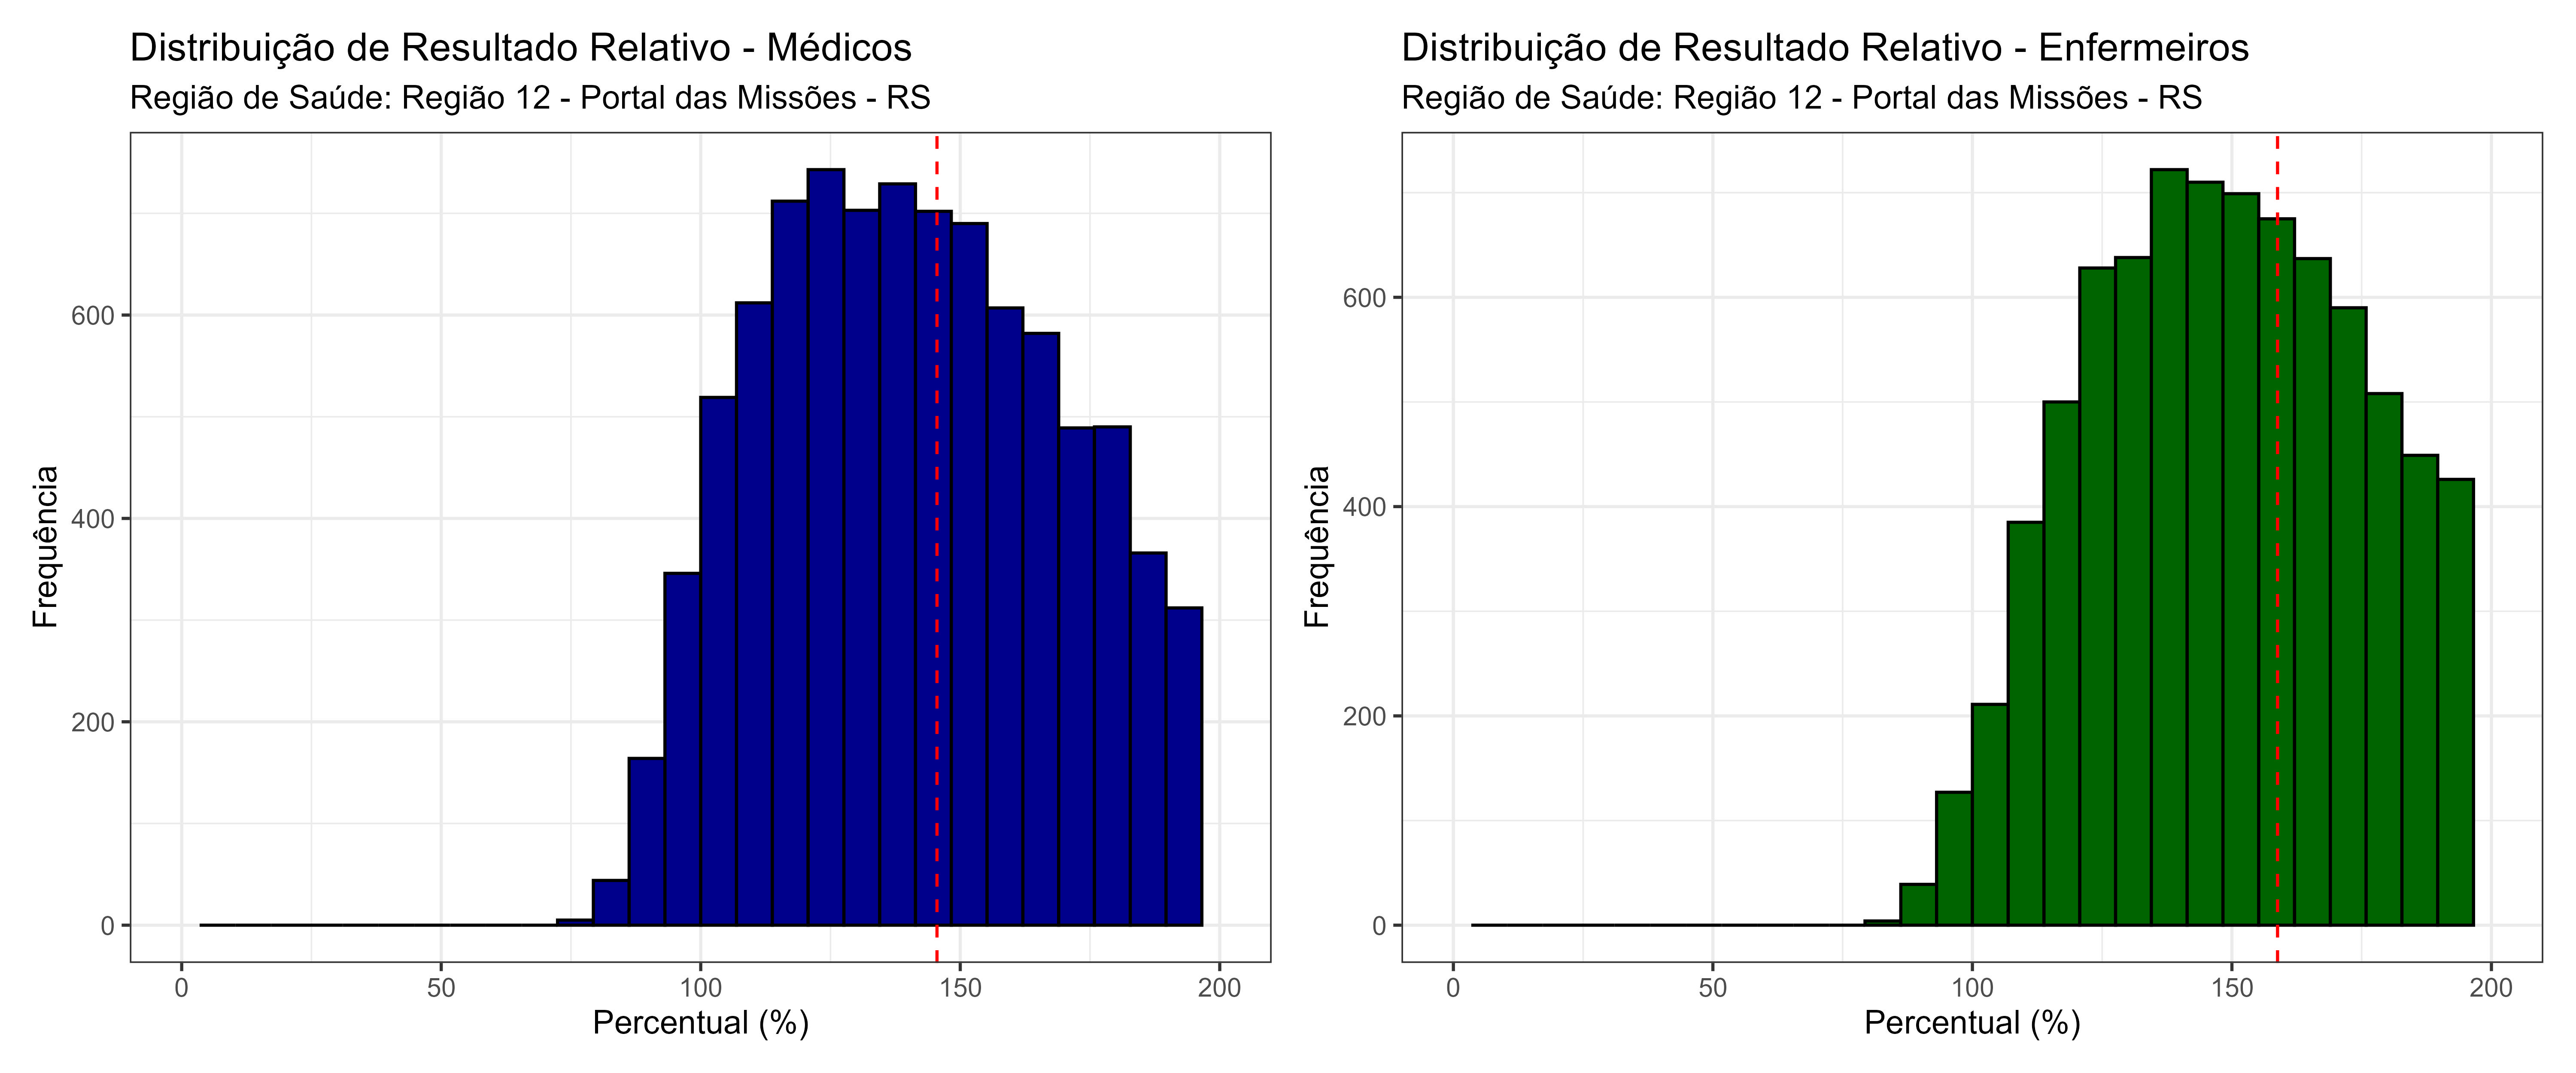 Distribuição de Resultado Relativo - Médicos
Região de Saúde: Região 12 - Portal das Missões - RS
Frequência
600
400
200
0
0 50 100 150 200
Percentual (%)
Distribuição de Resultado Relativo - Enfermeiros
Região de Saúde: Região 12 - Portal das Missões - RS
Frequência
600
400
200
0
0 50 100 150 200
Percentual (%)